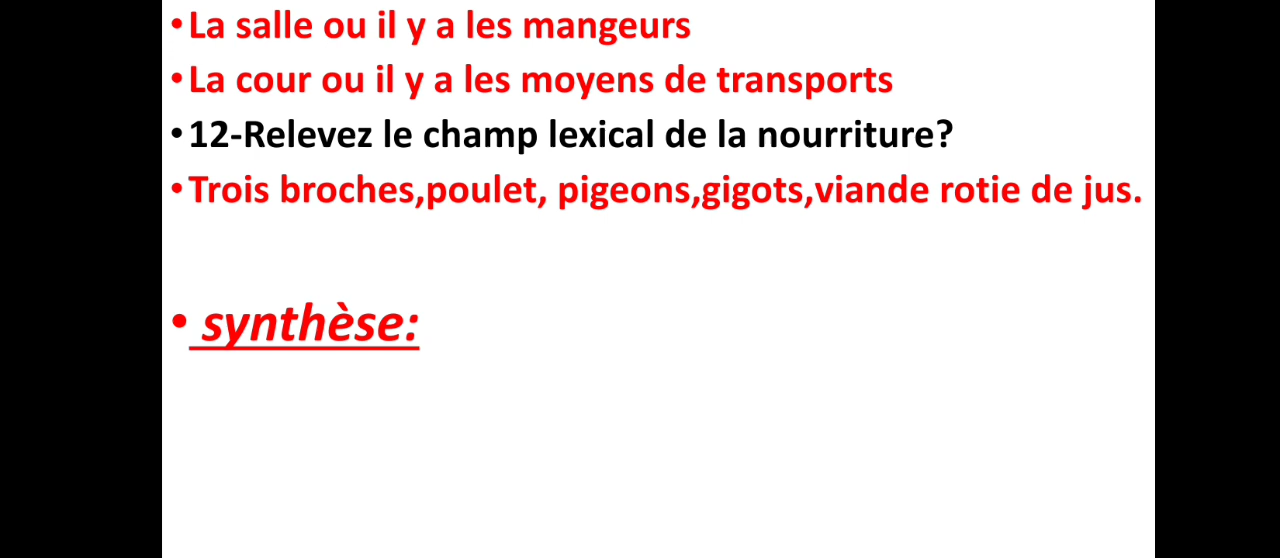 •La salle ou il y a les mangeurs
•La cour ou il y a les moyens de transports
•12-Relevez le champ lexical de la nourriture?
•Trois broches,poulet, pigeons,gigots,viande rotie de jus.
• synthèse: